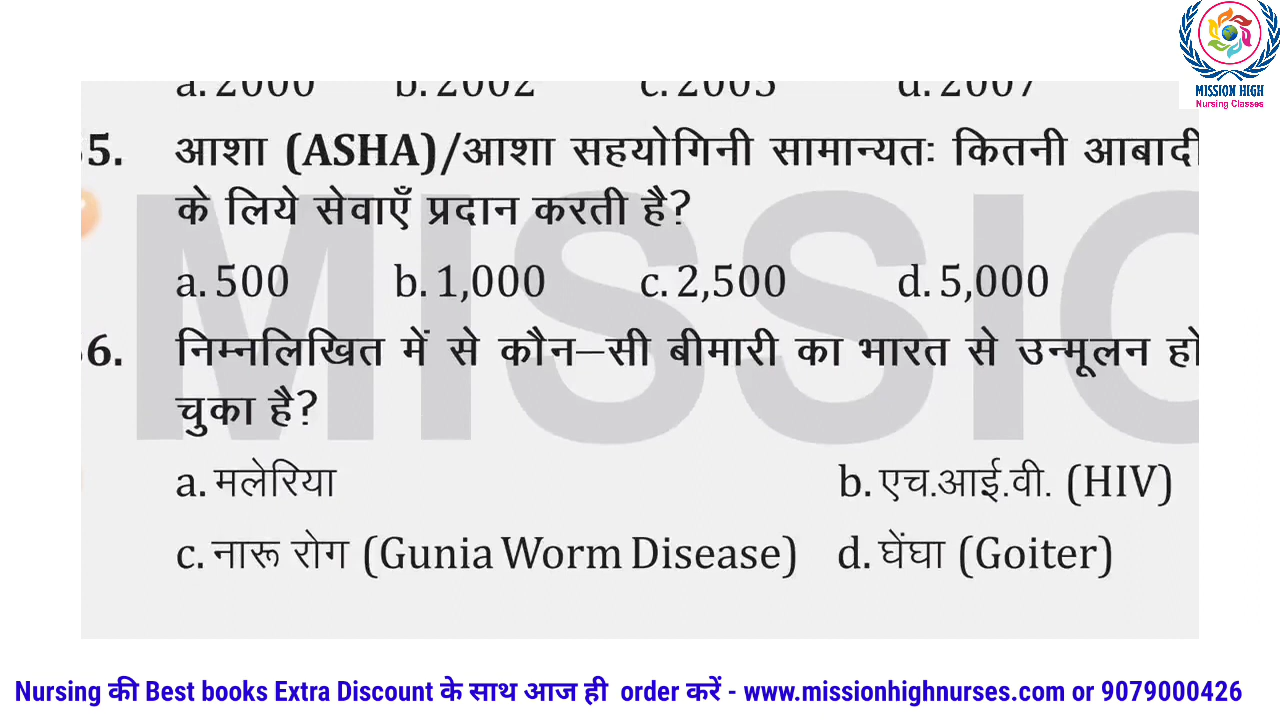 MISSION HIGH
Nursing Classes
a. 2000 b. 2002 c. 2005 d. 2007
5. आशा (ASHA)/आशा सहयोगिनी सामान्यतः कितनी आबादी
के लिये सेवाएँ प्रदान करती है?
a. 500 b. 1,000 c. 2,500 d. 5,000
6. निम्नलिखित में से कौन–सी बीमारी का भारत से उन्मूलन हो
चुका है?
a. मलेरिया b. एच.आई.वी. (HIV)
c. नारू रोग (Gunia Worm Disease) d. घेंघा (Goiter)
MISSIO
Nursing की Best books Extra Discount के साथ आज ही order करें - www.missionhighnurses.com or 9079000426